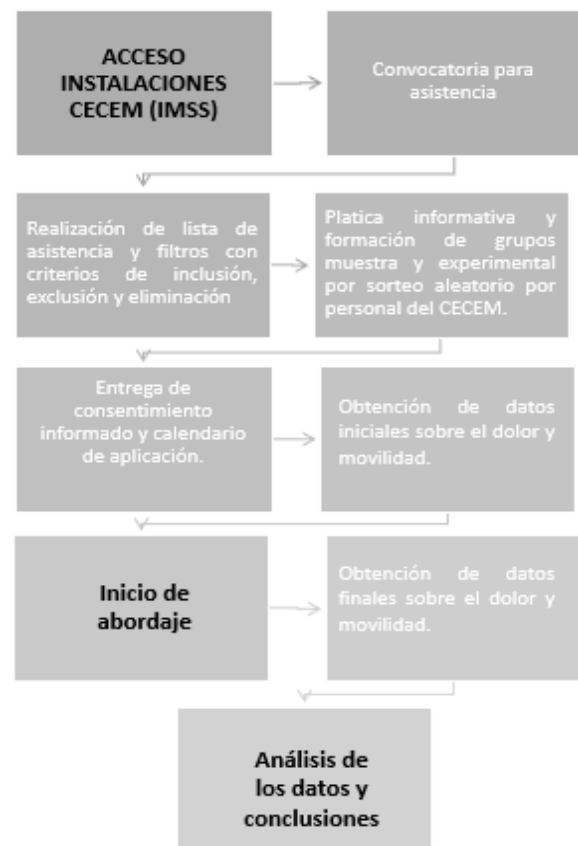 ACCESO
INSTALACIONES
CECEM (IMSS)
Convocatoria para
asistencia
Realización de lista de
asistencia y filtros con
criterios de inclusión,
exclusión y eliminación
Platica informativa y
formación de grupos
muestra y experimental
por sorteo aleatorio por
personal del CECEM.
Entrega de
consentimiento
informado y calendario
de aplicación.
Obtención de datos
iniciales sobre el dolor y
movilidad.
Inicio de
abordaje
Obtención de datos
finales sobre el dolor y
movilidad.
Análisis de
los datos y
conclusiones